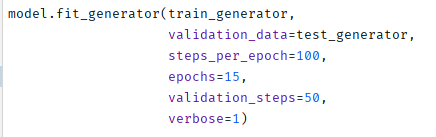 model.fit_generator(train_generator,
validation_data=test_generator,
steps_per_epoch=100,
epochs=15,
validation_steps=50,
verbose=1)